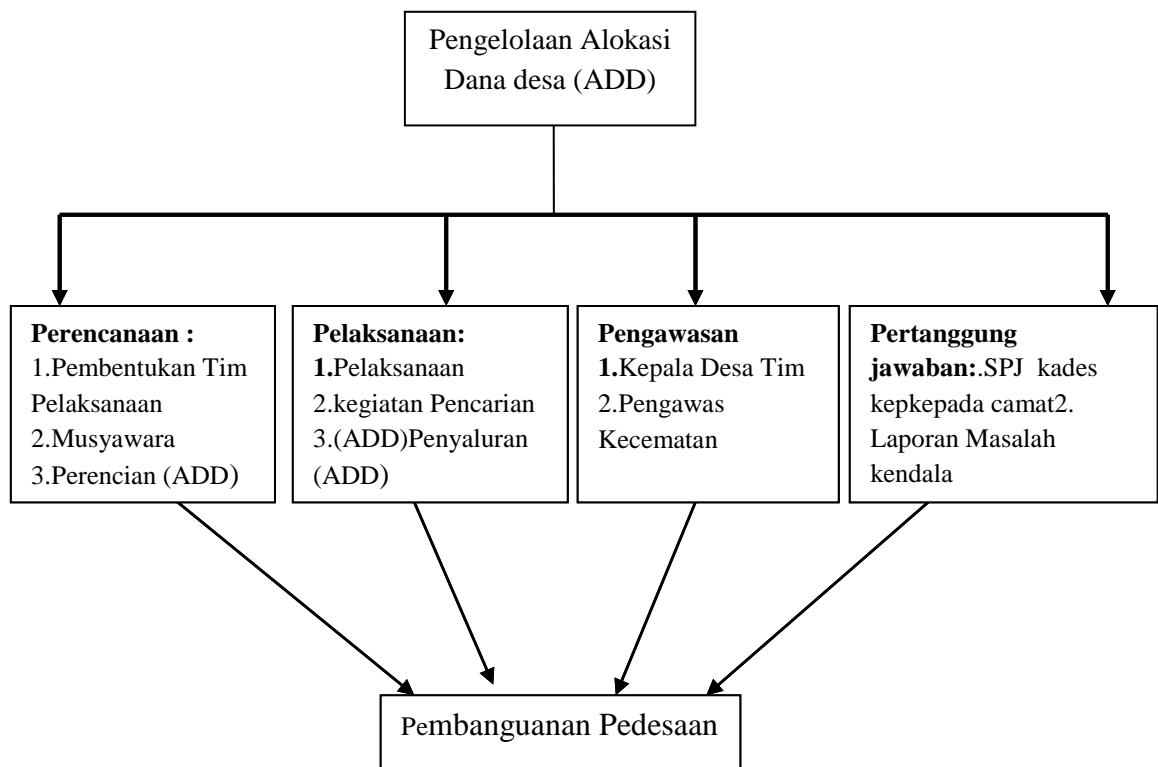 Pengelolaan Alokasi
Dana desa (ADD)
Perencanaan :
1.Pembentukan Tim
Pelaksanaan
2.Musyawara
3.Perencian (ADD)
Pelaksanaan:
1.Pelaksanaan
2.kegiatan Pencarian
3.(ADD)Penyaluran
(ADD)
Pengawasan
1.Kepala Desa Tim
2.Pengawas
Kecematan
Pertanggung
jawaban:.SPJ kades
kepkepada camat2.
Laporan Masalah
kendala
Pembanguanan Pedesaan